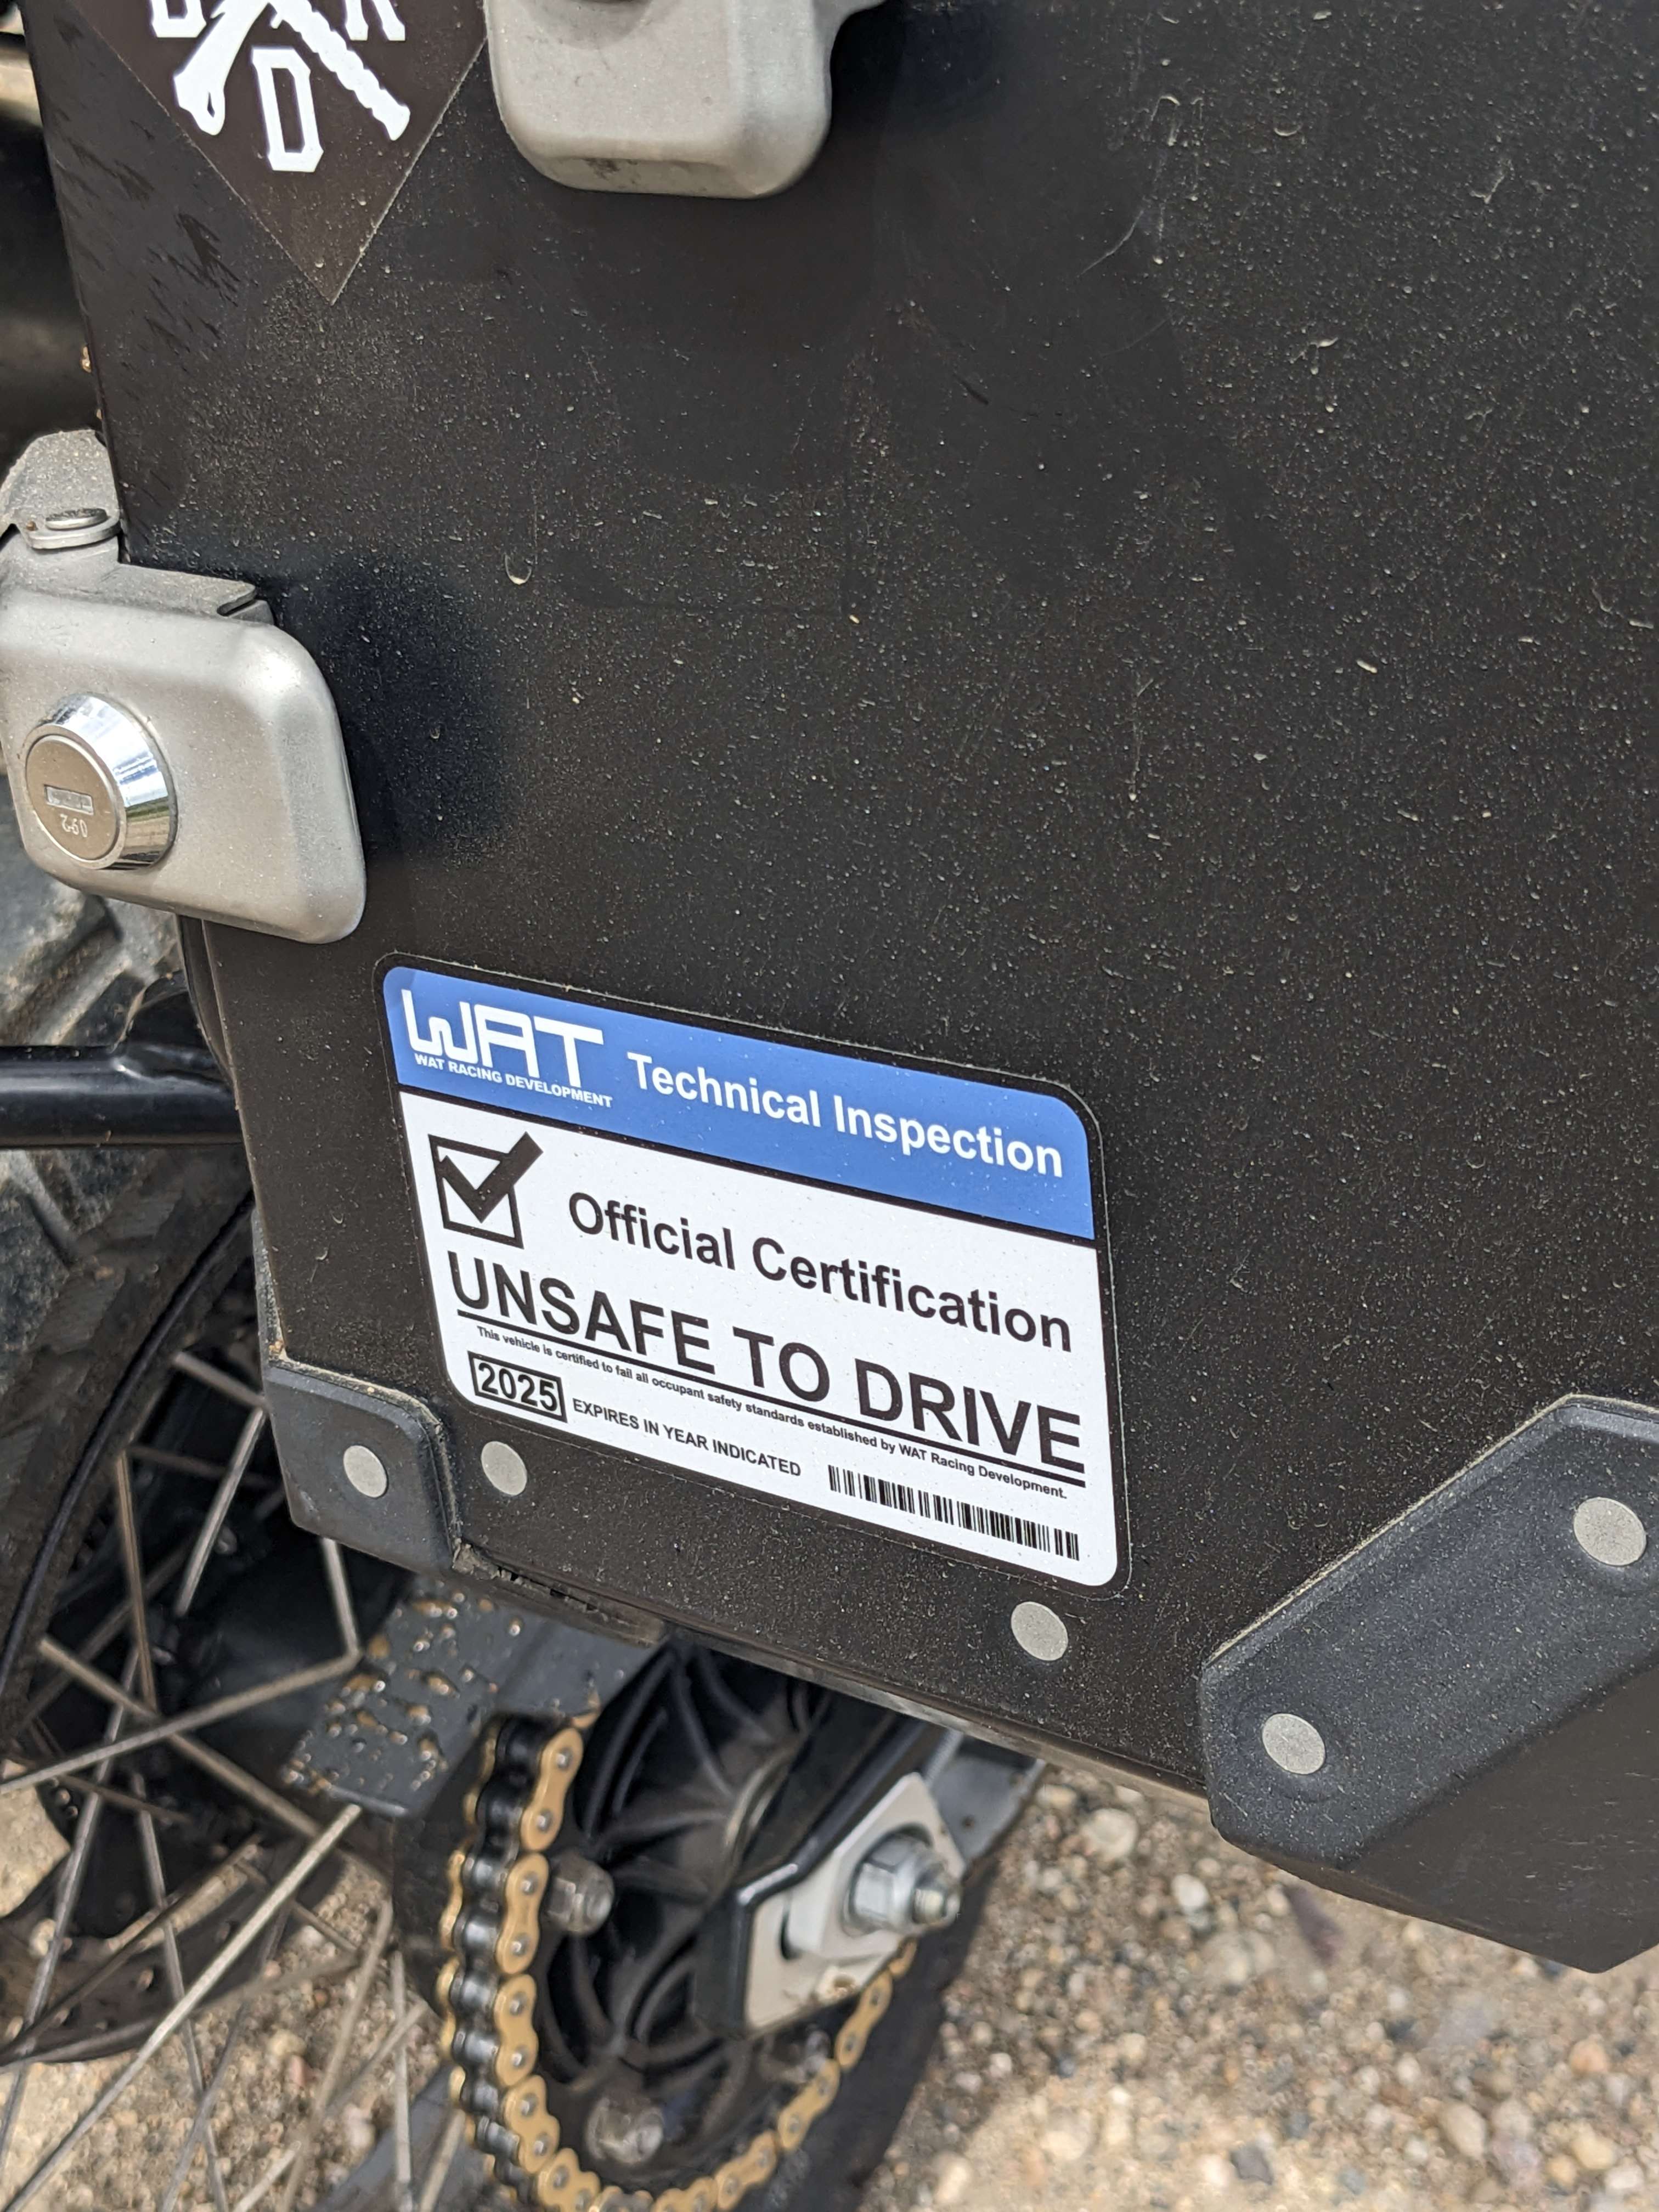 D
WAT
WAT RACING DEVELOPMENT
Technical Inspection
Official Certification
UNSAFE TO DRIVE
This vehicle is certified to fail all occupant safety standards established by WAT Racing Development.
2025 EXPIRES IN YEAR INDICATED
092